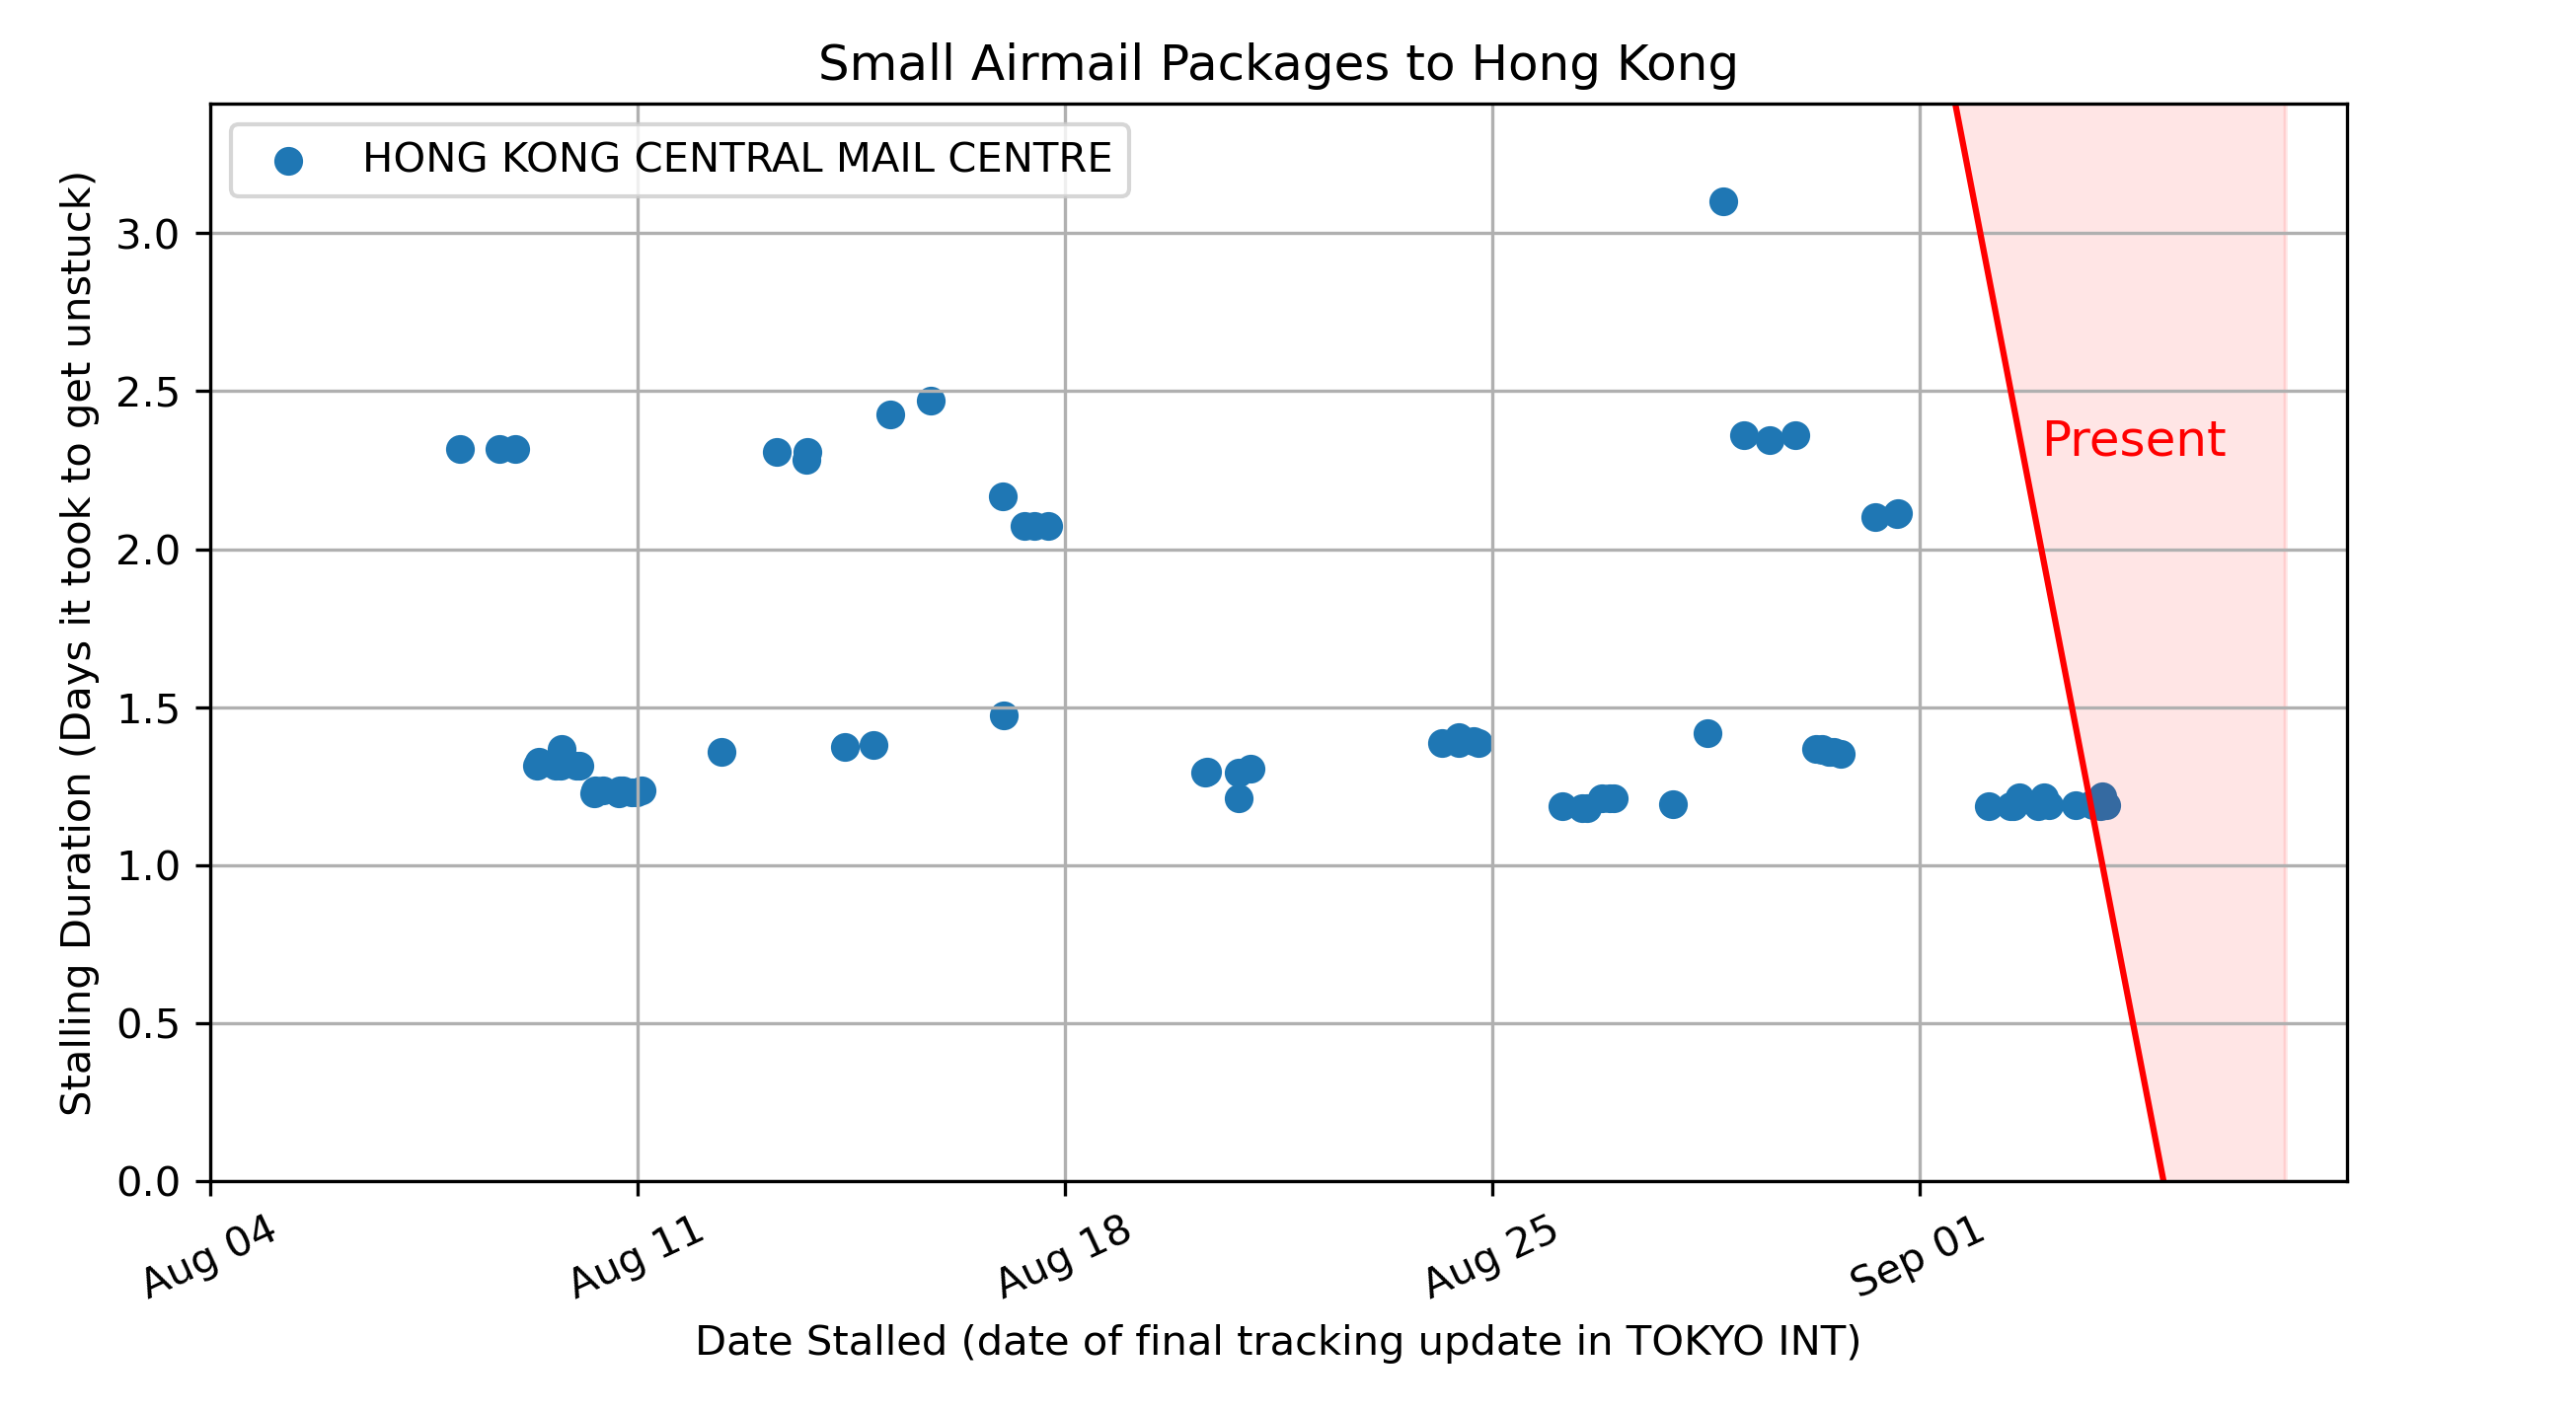 Small Airmail Packages to Hong Kong
HONG KONG CENTRAL MAIL CENTRE
Stalling Duration (Days it took to get unstuck)
3.0
2.5
2.0
1.5
1.0
0.5
0.0
Present
Aug 04
Aug 11
Aug 18
Aug 25
Sep 01
Date Stalled (date of final tracking update in TOKYO INT)